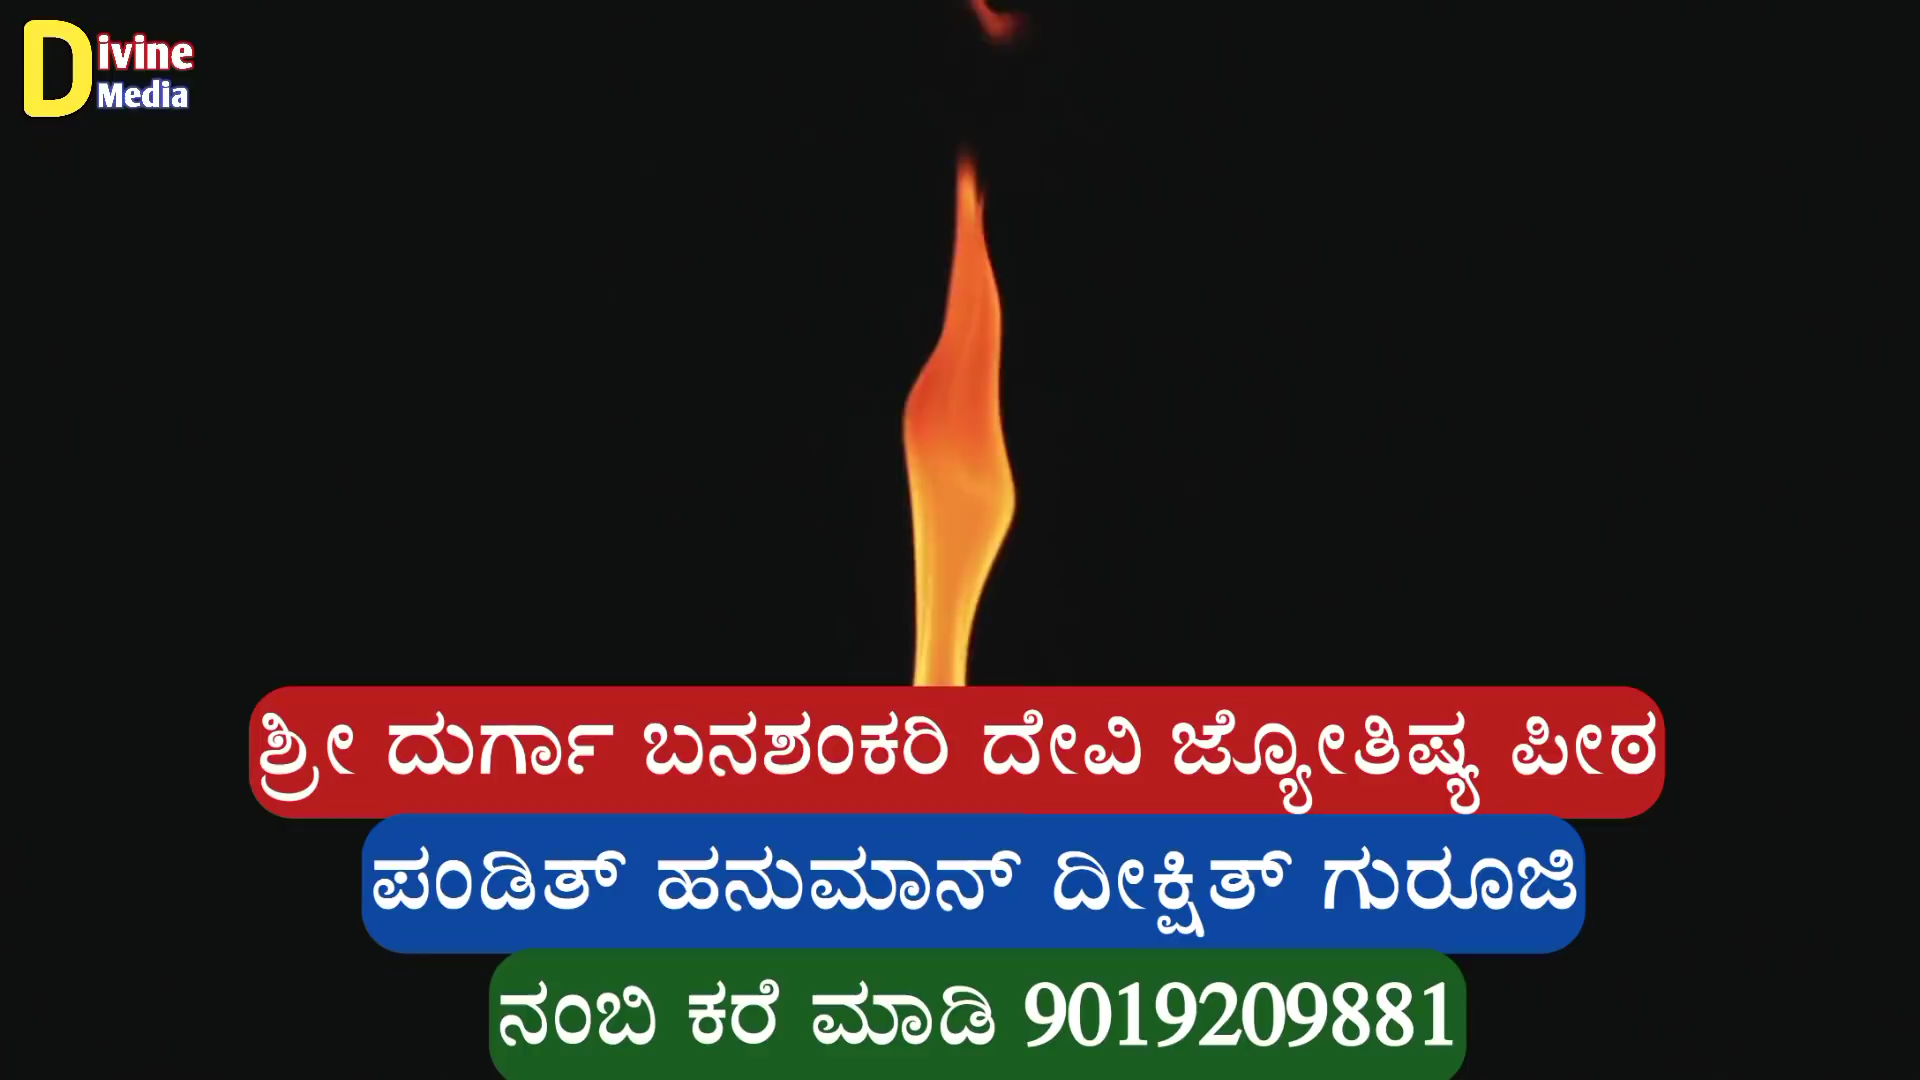 Divine
Media
ಶ್ರೀ ದುರ್ಗಾ ಬನಶಂಕರಿ ದೇವಿ ಜ್ಯೋತಿಷ್ಯ ಪೀಠ
ಪಂಡಿತ್ ಹನುಮಾನ್ ದೀಕ್ಷಿತ್ ಗುರೂಜಿ
ನಂಬಿ ಕರೆ ಮಾಡಿ 9019209881